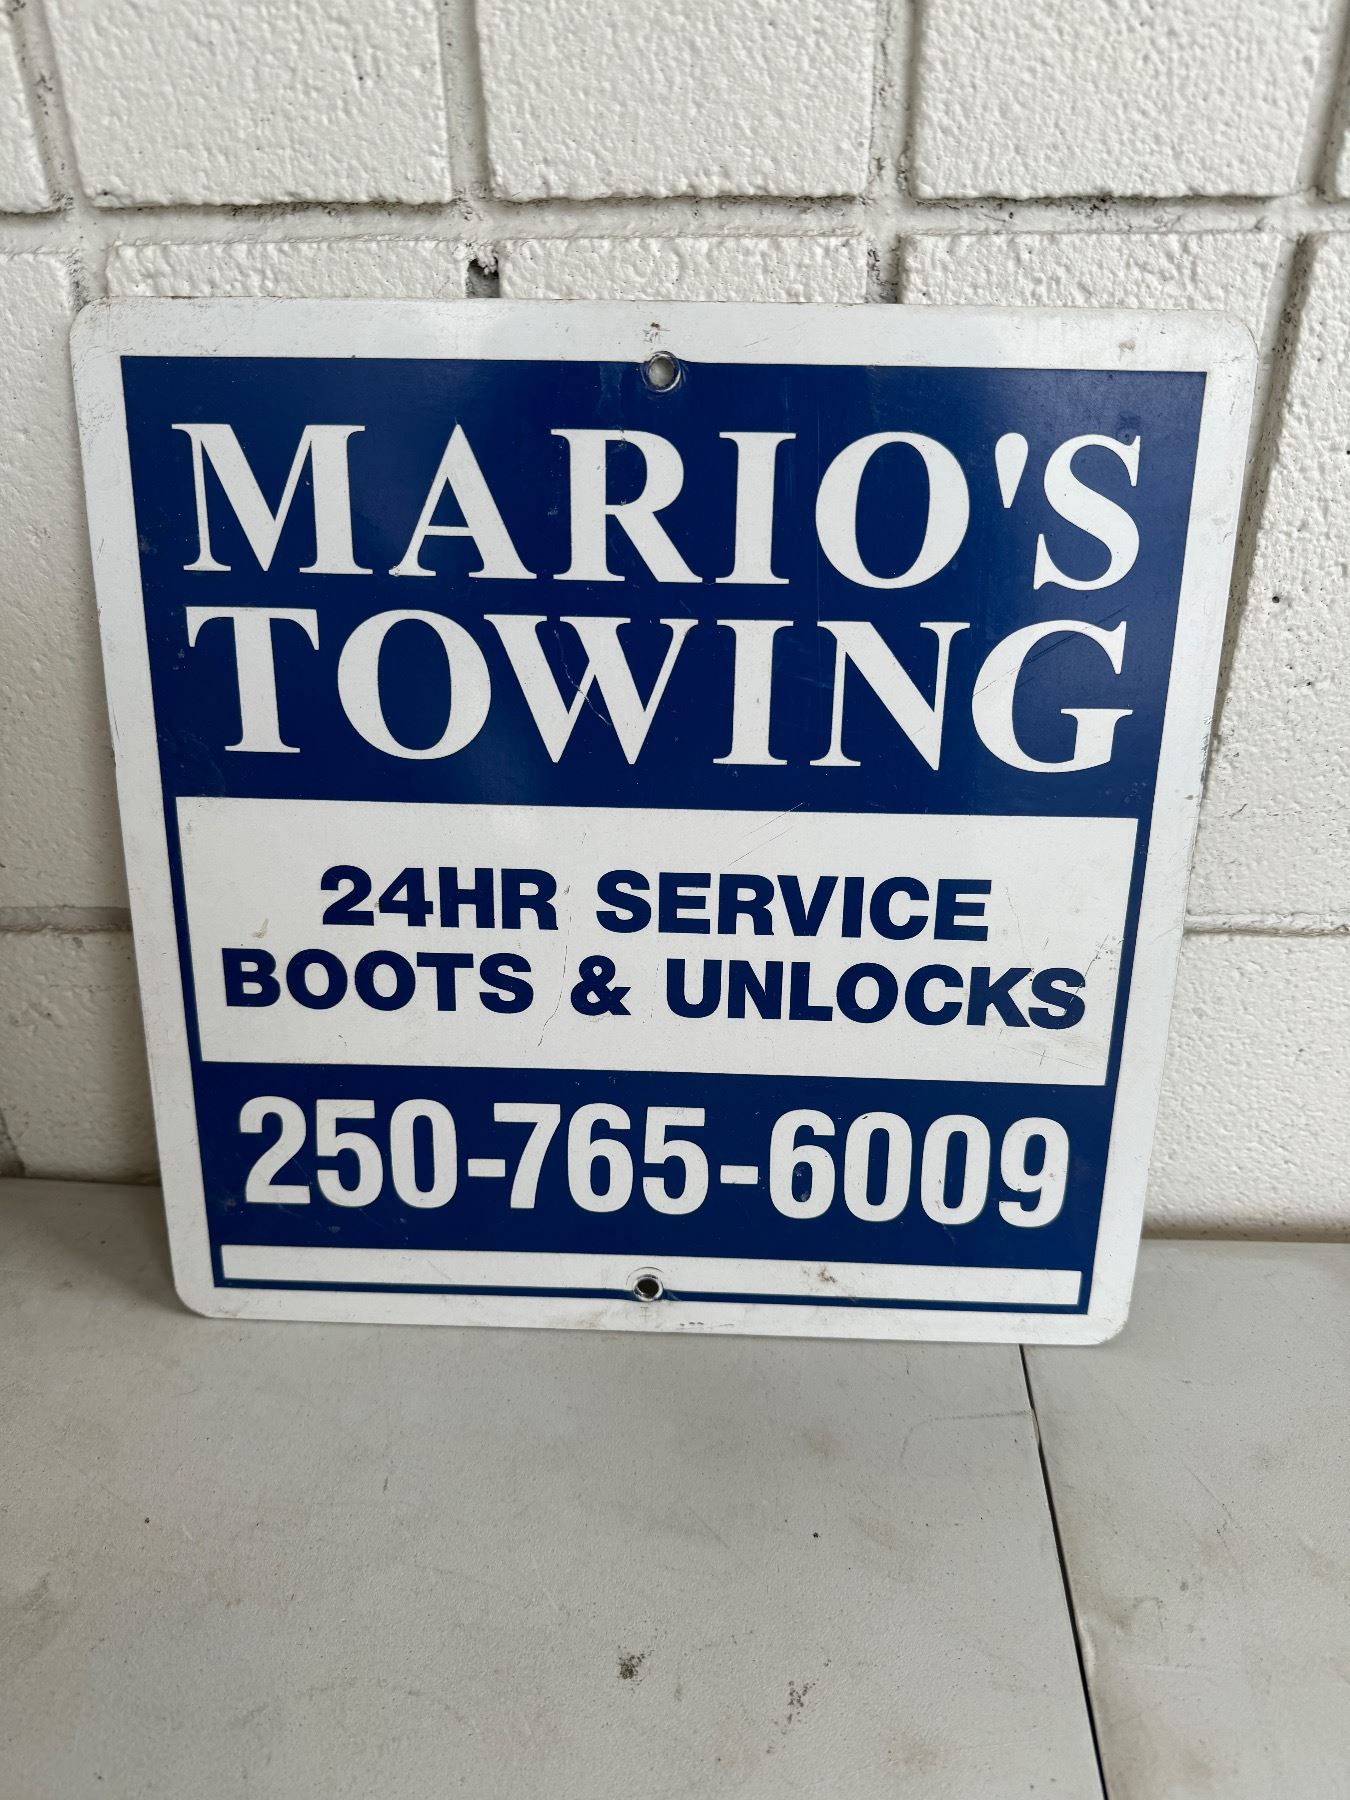 MARIO'S
TOWING
24HR SERVICE
BOOTS & UNLOCKS
250-765-6009